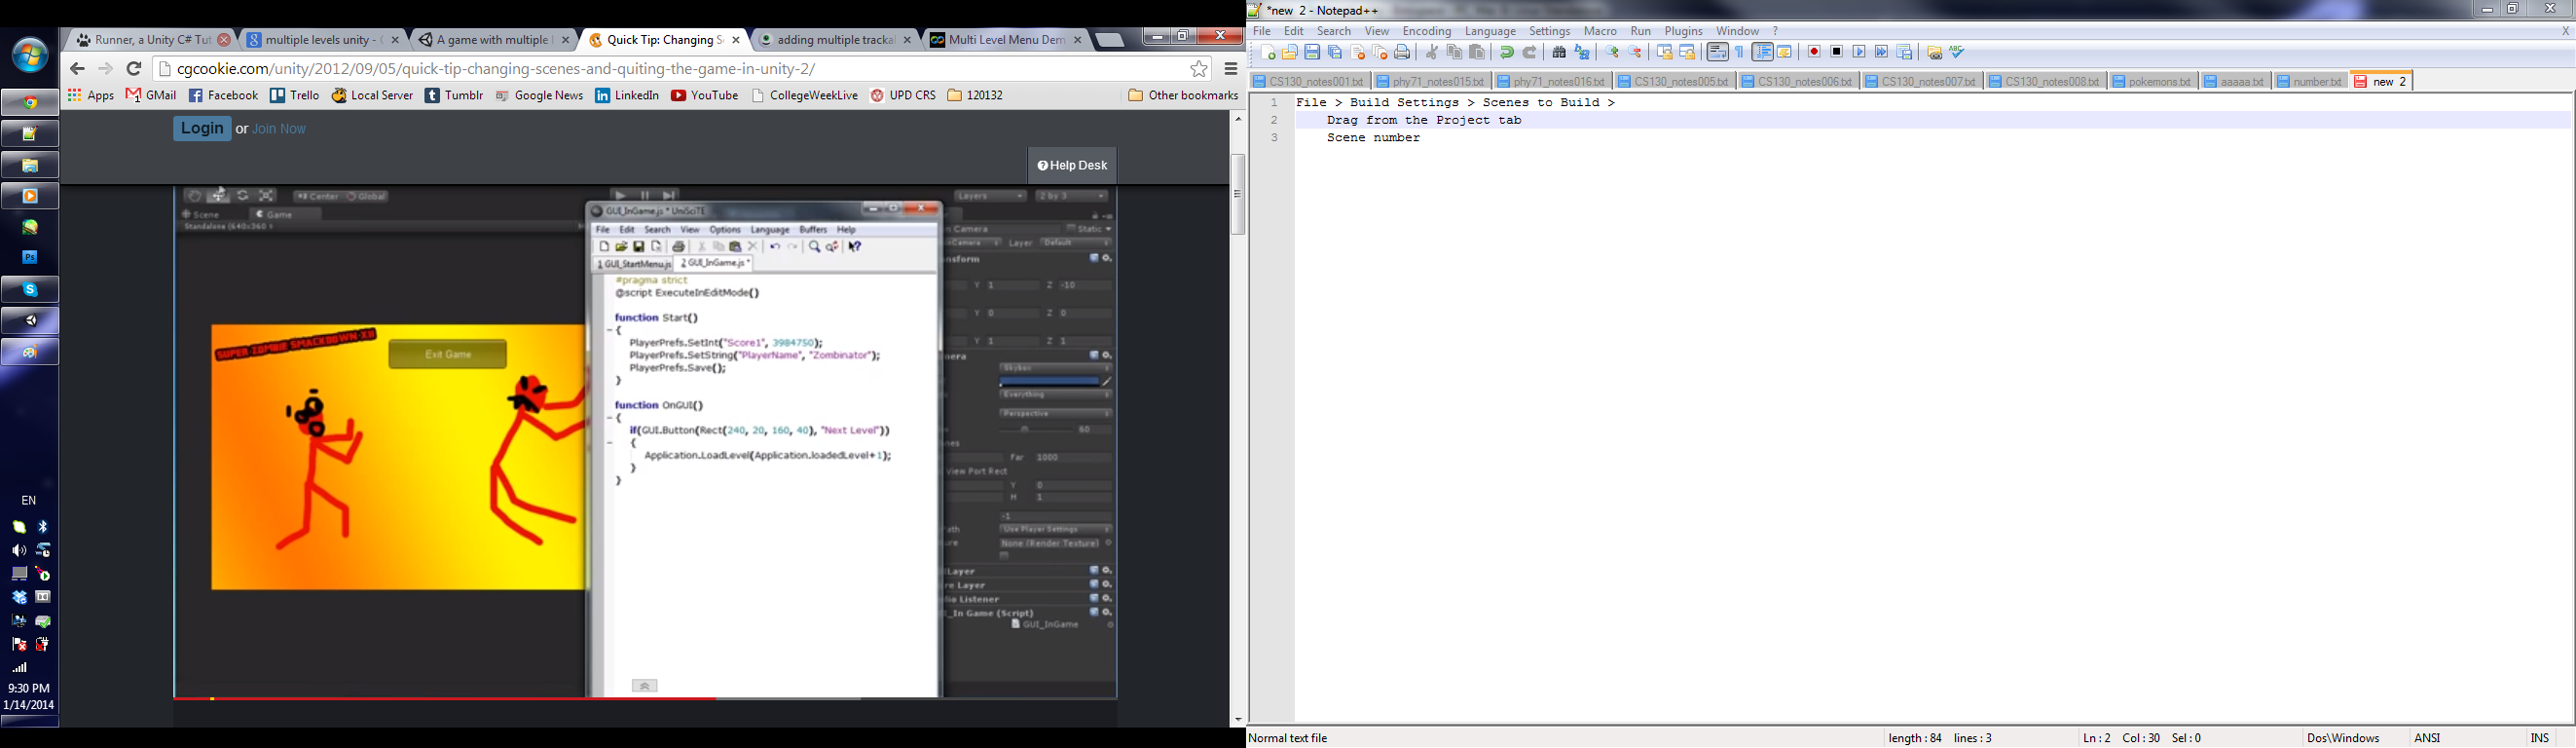 Runner, a Unity C# Tut
multiple levels unity -
A game with multiple
Quick Tip: Changing S
adding multiple tracka
Multi Level Menu Dem
cgcookie.com/unity/2012/09/05/quick-tip-changing-scenes-and-quiting-the-game-in-unity-2/
Apps
GMail
Facebook
Trello
Local Server
Tumblr
Google News
LinkedIn
YouTube
CollegeWeekLive
UPD CRS
120132
Other bookmarks
Login or Join Now
Help Desk
Center
Global
Layers
2 by 3
Scene
Game
Standalone (640x360)
SUPER ZOMBIE SMACKDOWN-XII
Exit Game
GUI_InGame.js * UniSciTE
File Edit Search View Options Language Buffers Help
1 GUI_StartMenu.js
2 GUI_InGame.js *
#pragma strict
@script ExecuteInEditMode()
function Start()
{
PlayerPrefs.SetInt("Score1", 3984750);
PlayerPrefs.SetString("PlayerName", "Zombinator");
PlayerPrefs.Save();
}
function OnGUI()
{
if(GUI.Button(Rect(240, 20, 160, 40), "Next Level"))
{
Application.LoadLevel(Application.loadedLevel+1);
}
}
Camera
Static
Layer
Default
Y 1
Z -10
Y 0
Z 0
Y 1
Z 1
Skybox
Everything
Perspective
60
Far 1000
View Port Rect
Y 0
H 1
-1
Use Player Settings
None (Render Texture)
Layer
Layer
Listener
In Game (Script)
GUI_InGame
EN
9:30 PM
1/14/2014
*new 2 - Notepad++
File Edit Search View Encoding Language Settings Macro Run Plugins Window ?
X
CS130_notes001.txt
phy71_notes015.txt
phy71_notes016.txt
CS130_notes005.txt
CS130_notes006.txt
CS130_notes007.txt
CS130_notes008.txt
pokemons.txt
aaaaa.txt
number.txt
new 2
1 File > Build Settings > Scenes to Build >
2 Drag from the Project tab
3 Scene number
Normal text file
length : 84 lines : 3
Ln : 2 Col : 30 Sel : 0
Dos\Windows
ANSI
INS